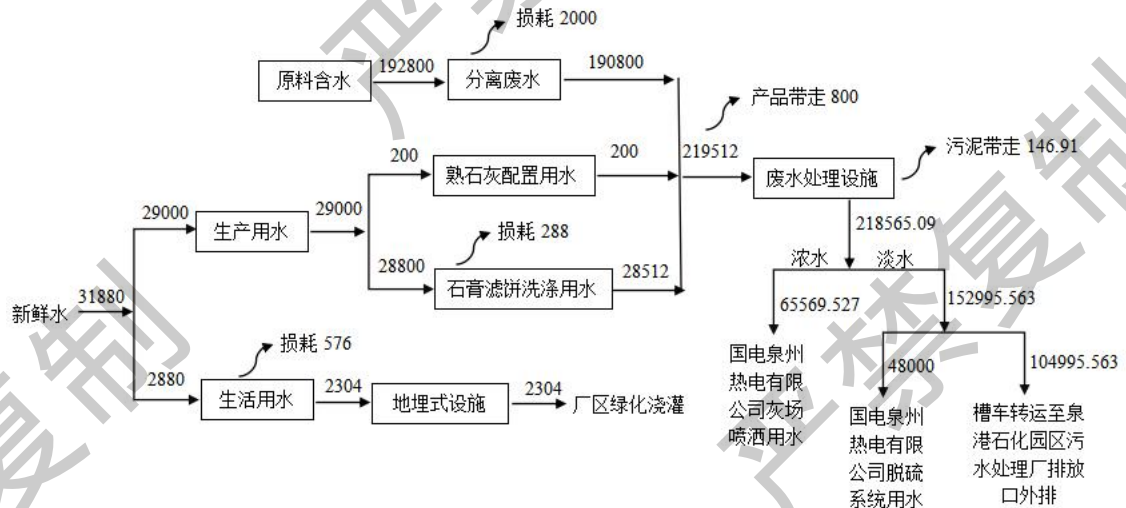 损耗 2000
原料含水
192800
分离废水
190800
产品带走 800
200
熟石灰配置用水
200
219512
废水处理设施
污泥带走 146.91
29000
生产用水
29000
损耗 288
218565.09
28800
石膏滤饼洗涤用水
28512
浓水
淡水
新鲜水
31880
65569.527
152995.563
损耗 576
国电泉州
热电有限
公司灰场
喷洒用水
48000
104995.563
2880
生活用水
2304
地埋式设施
2304
厂区绿化浇灌
国电泉州
热电有限
公司脱硫
系统用水
槽车转运至泉
港石化园区污
水处理厂排放
口外排
严禁复制